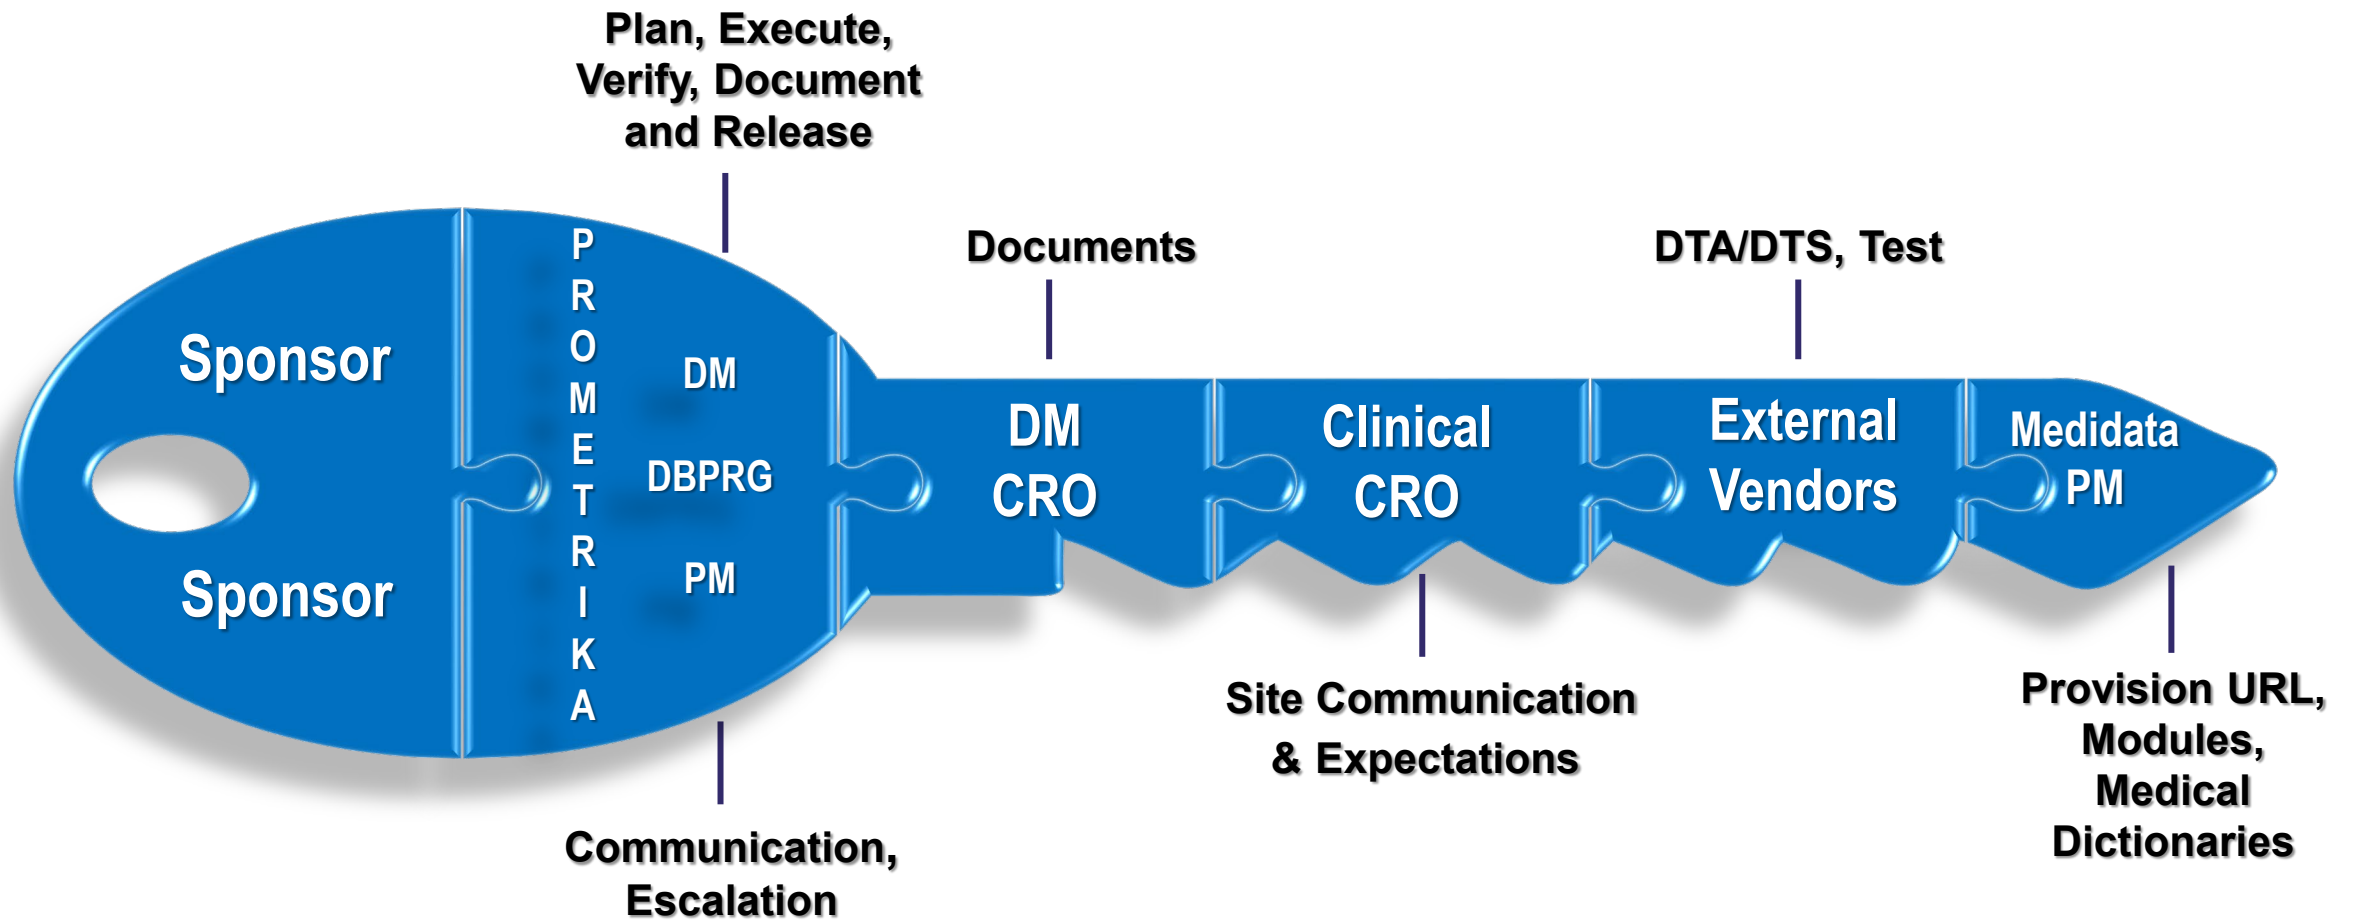 Plan, Execute,
Verify, Document
and Release
Documents
DTA/DTS, Test
Sponsor
Sponsor
P
R
O
M
E
T
R
I
K
A
DM
DBPRG
PM
DM
CRO
Clinical
CRO
External
Vendors
Medidata
PM
Communication,
Escalation
Site Communication
& Expectations
Provision URL,
Modules,
Medical
Dictionaries